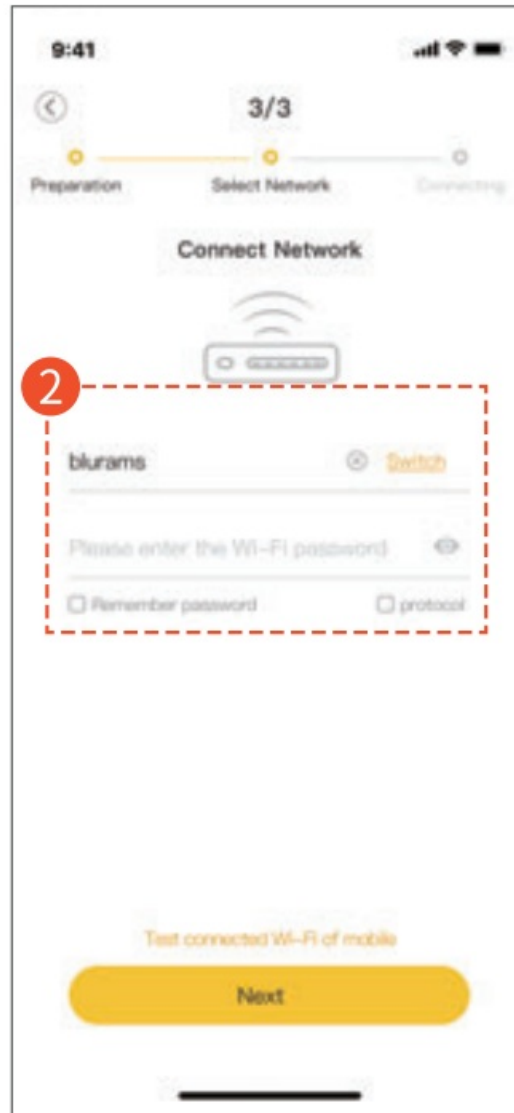 9:41
3/3
Preparation Select Network Connecting
Connect Network
2
blurams Switch
Please enter the Wi-Fi password
Remember password protocol
Test connected Wi-Fi of mobile
Next